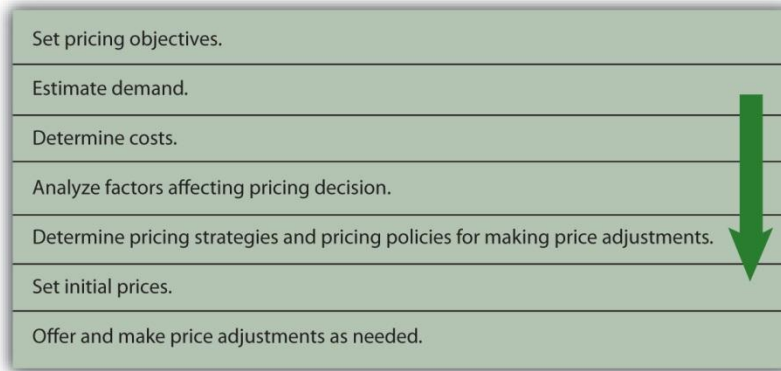 Set pricing objectives.
Estimate demand.
Determine costs.
Analyze factors affecting pricing decision.
Determine pricing strategies and pricing policies for making price adjustments.
Set initial prices.
Offer and make price adjustments as needed.